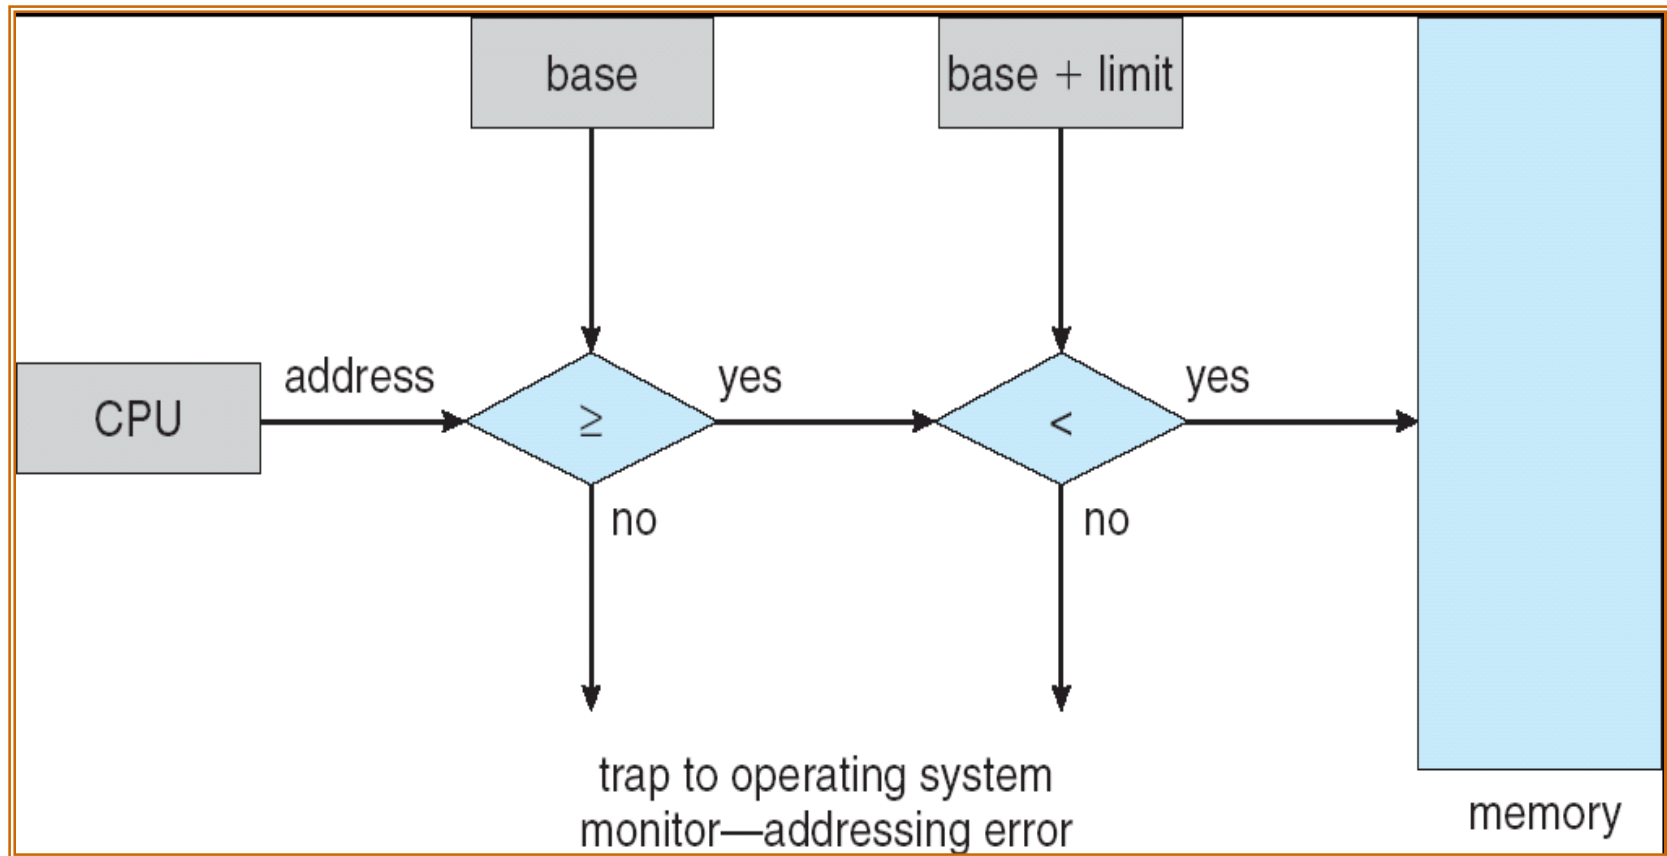 base
base + limit
CPU
address
≥
yes
<
yes
no
no
trap to operating system
monitor—addressing error
memory